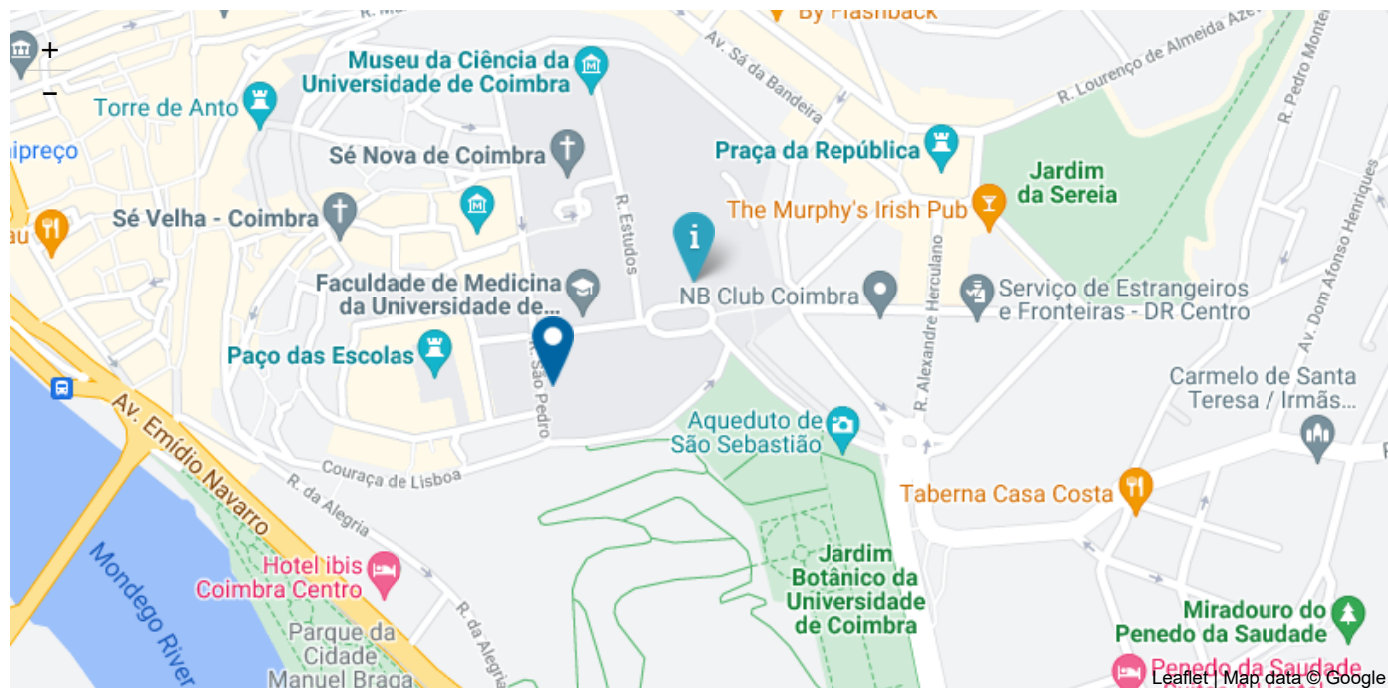 By Flashback
+
−
Museu da Ciência da
Universidade de Coimbra
Av. Sá da Bandeira
R. Lourenço de Almeida Aze
R. Pedro Monte
Torre de Anto
Sé Nova de Coimbra
Praça da República
Jardim
da Sereia
Sé Velha - Coimbra
R. Estudos
The Murphy's Irish Pub
Av. Dom Afonso Henriques
i
Faculdade de Medicina
da Universidade de...
NB Club Coimbra
Serviço de Estrangeiros
e Fronteiras - DR Centro
R. Alexandre Herculano
Paço das Escolas
R. São Pedro
Carmelo de Santa
Teresa / Irmãs...
Av. Emídio Navarro
Aqueduto de
São Sebastião
Couraça de Lisboa
R. da Alegria
Taberna Casa Costa
Mondego River
Hotel ibis
Coimbra Centro
Jardim
Botânico da
Universidade
de Coimbra
R. da Alegria
Parque da
Cidade
Manuel Braga
Miradouro do
Penedo da Saudade
Penedo da Saudade
Leaflet | Map data © Google